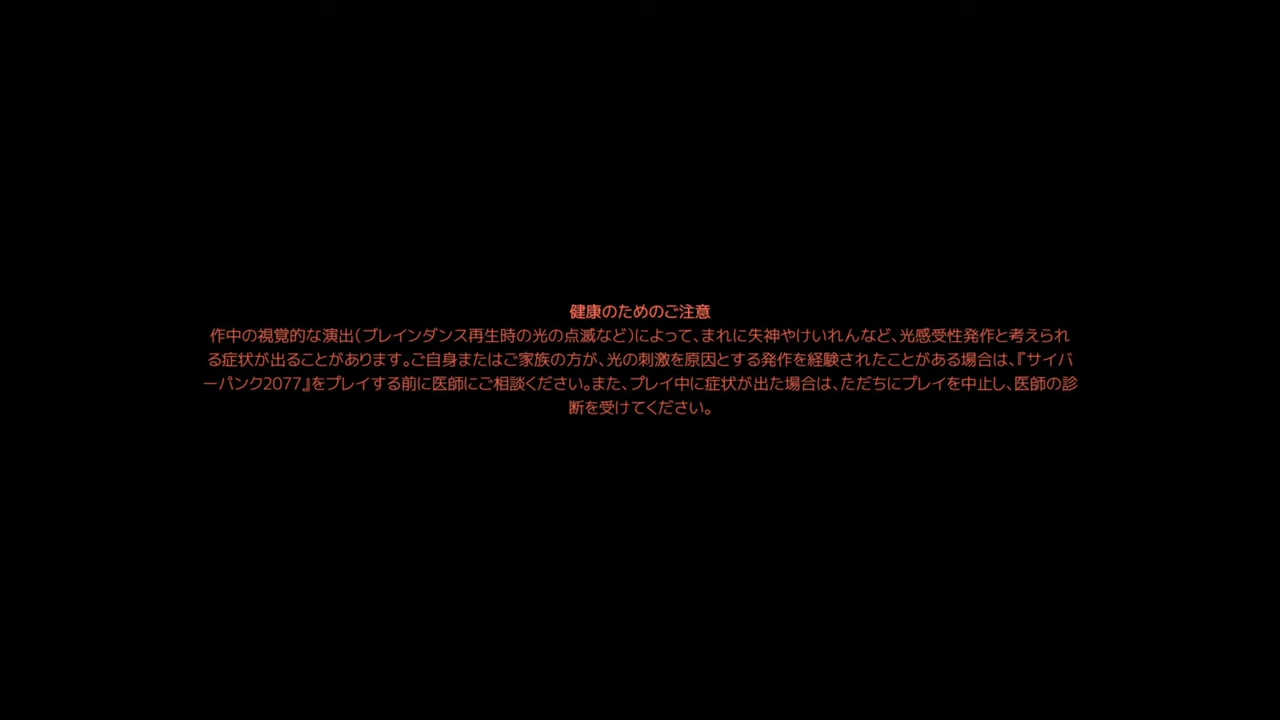 健康のためのご注意
作中の視覚的な演出(ブレインダンス再生時の光の点滅など)によって、まれに失神やけいれんなど、光感受性発作と考えられ
る症状が出ることがあります。ご自身またはご家族の方が、光の刺激を原因とする発作を経験されたことがある場合は、『サイバ
ーパンク2077』をプレイする前に医師にご相談ください。また、プレイ中に症状が出た場合は、ただちにプレイを中止し、医師の診
断を受けてください。